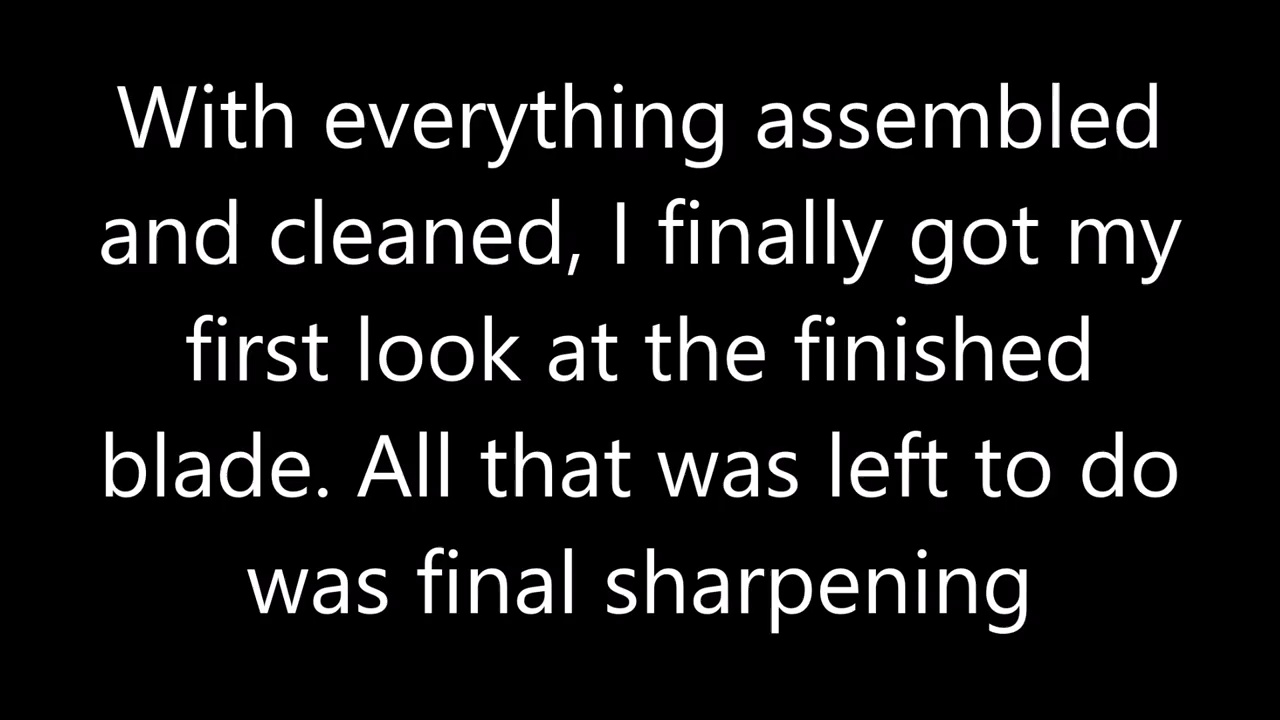 With everything assembled
and cleaned, I finally got my
first look at the finished
blade. All that was left to do
was final sharpening